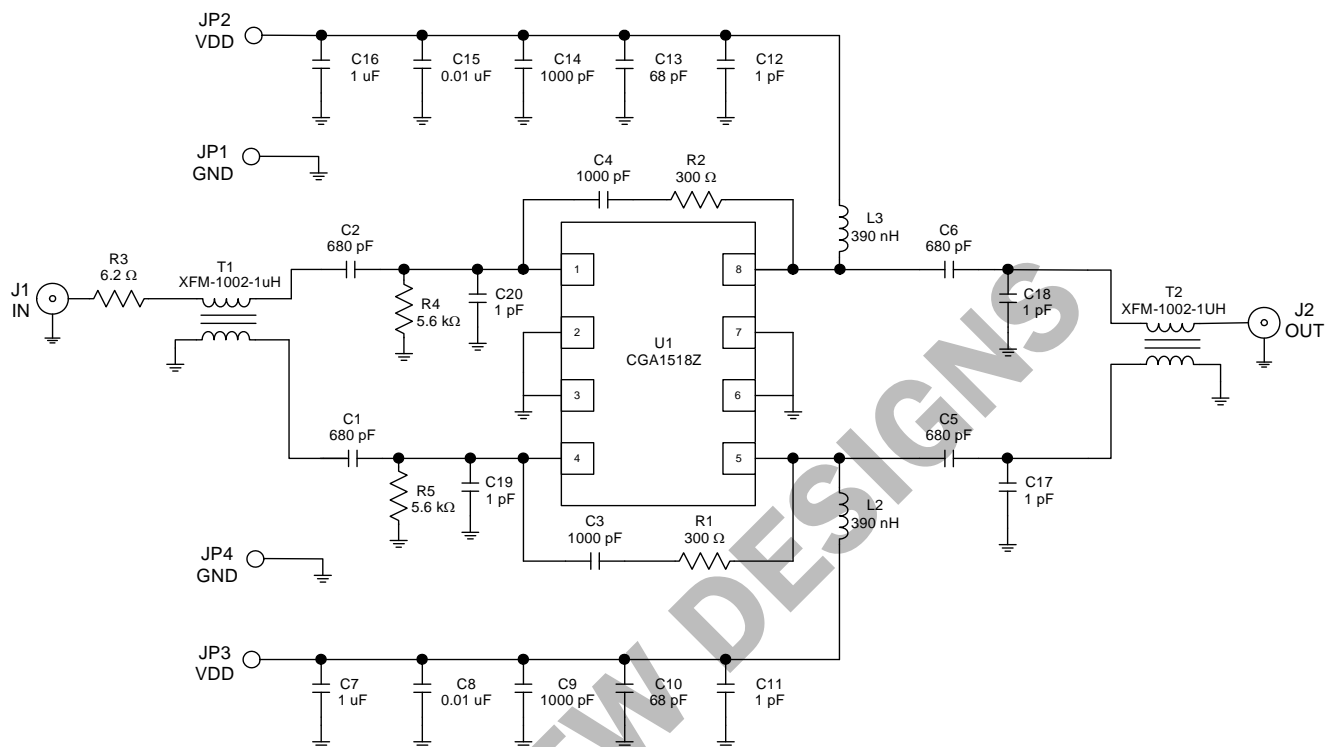 JP2
VDD
C16
1 uF
C15
0.01 uF
C14
1000 pF
C13
68 pF
C12
1 pF
JP1
GND
C4
1000 pF
R2
300 Ω
L3
390 nH
C2
680 pF
C6
680 pF
R3
6.2 Ω
T1
XFM-1002-1uH
J1
IN
R4
5.6 kΩ
C20
1 pF
1
8
C18
1 pF
T2
XFM-1002-1UH
J2
OUT
2
7
U1
CGA1518Z
3
6
C1
680 pF
C5
680 pF
4
5
R5
5.6 kΩ
C19
1 pF
C17
1 pF
L2
390 nH
C3
1000 pF
R1
300 Ω
JP4
GND
JP3
VDD
C7
1 uF
C8
0.01 uF
C9
1000 pF
C10
68 pF
C11
1 pF
DESIGNS